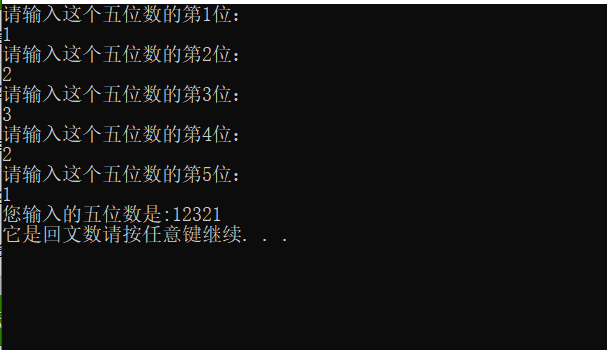 请输入这个五位数的第1位:
1
请输入这个五位数的第2位:
2
请输入这个五位数的第3位:
3
请输入这个五位数的第4位:
2
请输入这个五位数的第5位:
1
您输入的五位数是:12321
它是回文数请按任意键继续. . .